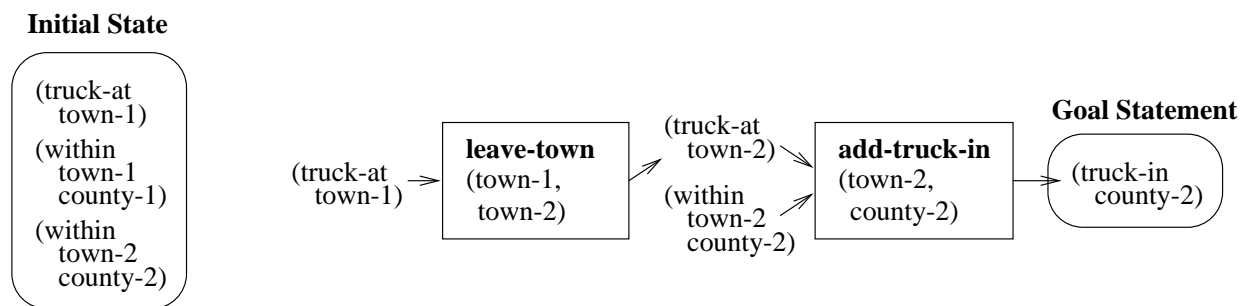 Initial State
(truck-at
town-1)
(within
town-1
county-1)
(within
town-2
county-2)
(truck-at
town-1)
leave-town
(town-1,
town-2)
(truck-at
town-2)
(within
town-2
county-2)
add-truck-in
(town-2,
county-2)
Goal Statement
(truck-in
county-2)